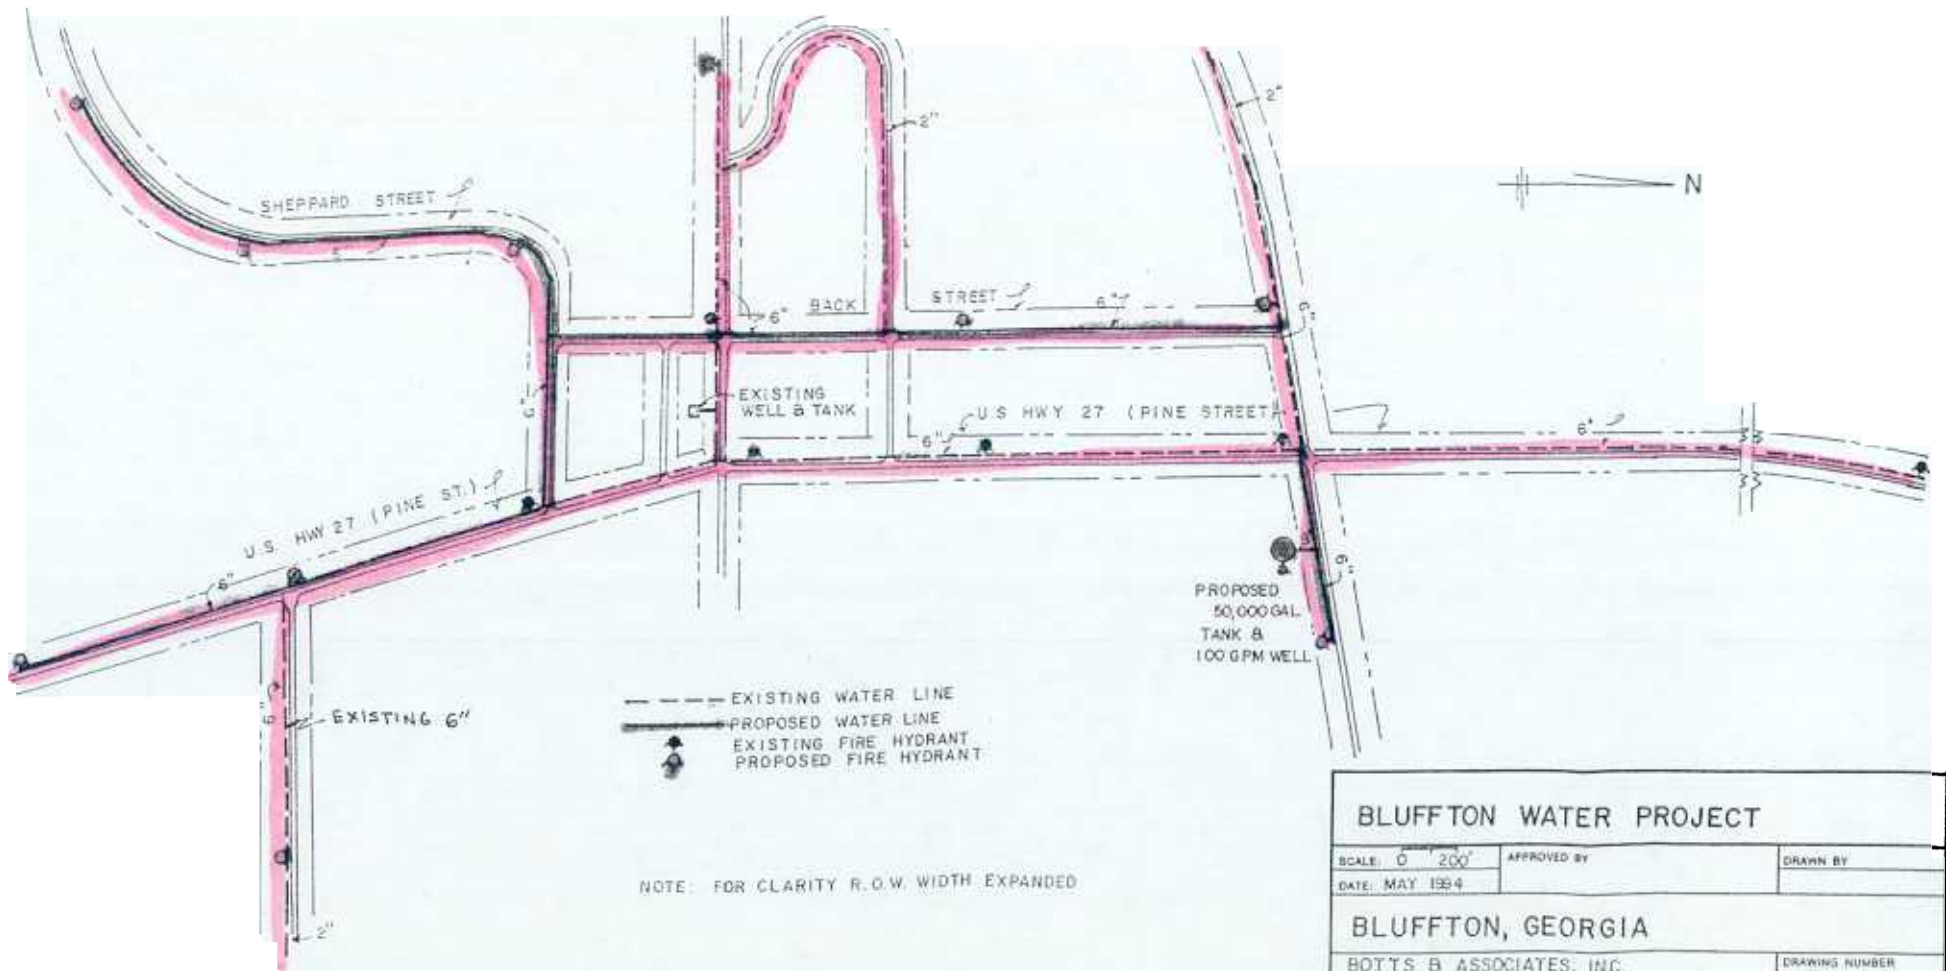 2"
2"
N
SHEPPARD STREET
6"
BACK
STREET
6"
6"
6"
EXISTING
WELL & TANK
U.S HWY 27 (PINE STREET)
6"
6"
U.S. HWY 27 (PINE ST.)
6"
6"
PROPOSED
50,000 GAL
TANK &
100 GPM WELL
6"
EXISTING 6"
2"
EXISTING WATER LINE
PROPOSED WATER LINE
EXISTING FIRE HYDRANT
PROPOSED FIRE HYDRANT
NOTE: FOR CLARITY R.O.W. WIDTH EXPANDED
BLUFFTON WATER PROJECT
SCALE: 0 200'
APPROVED BY
DRAWN BY
DATE: MAY 1994
BLUFFTON, GEORGIA
BOTTS & ASSOCIATES, INC.
DRAWING NUMBER